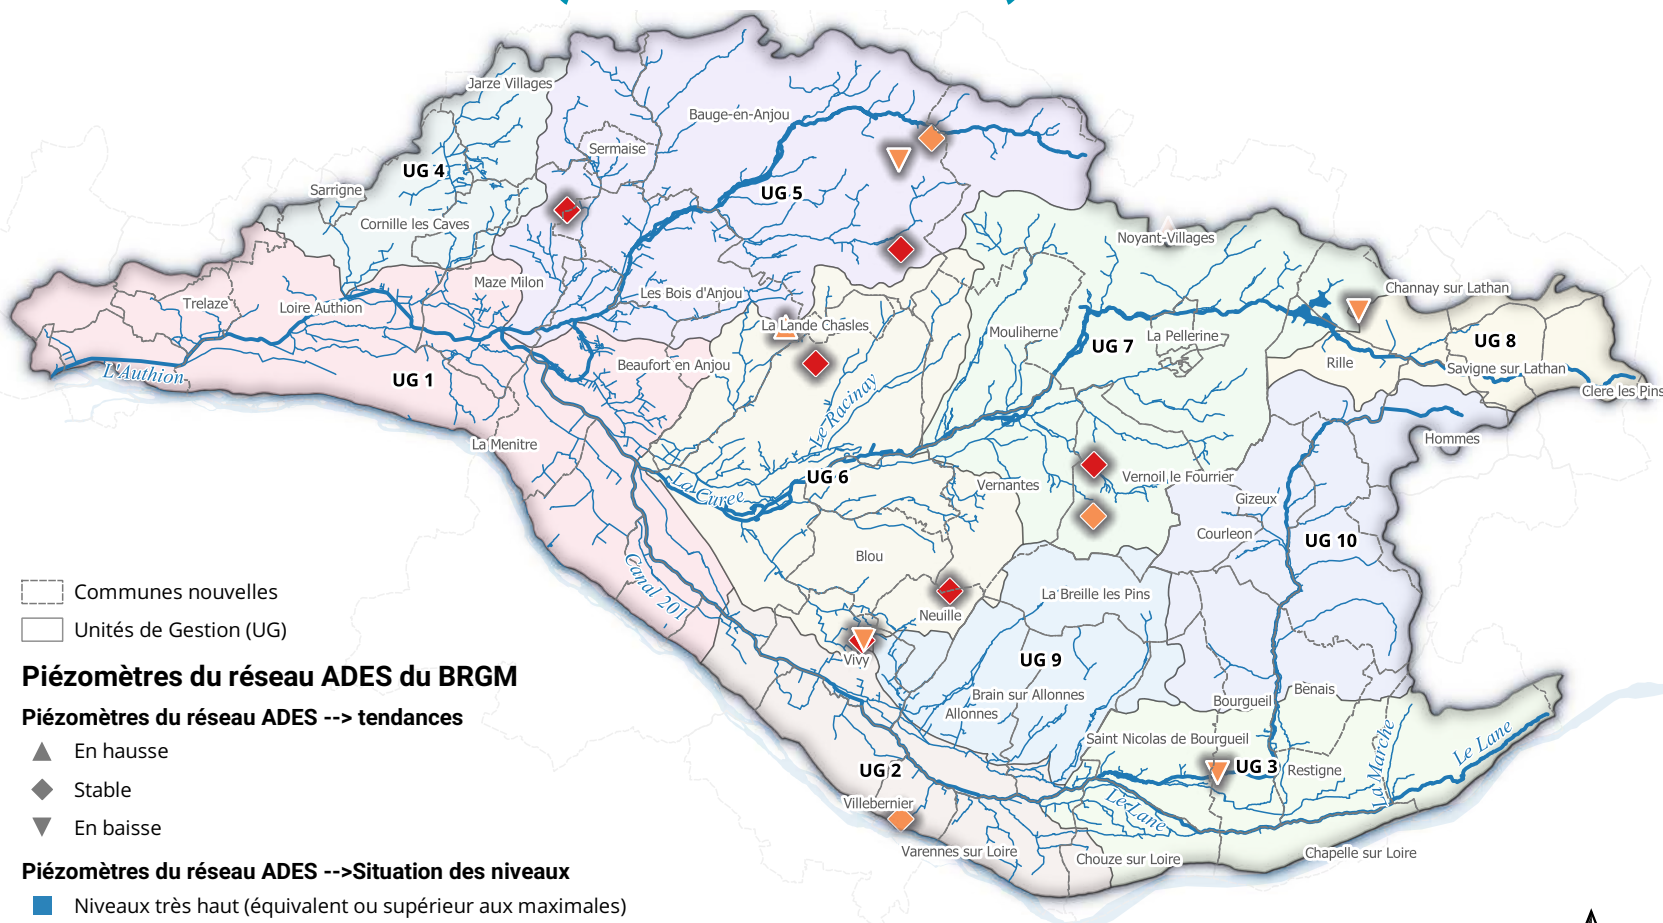 Jarze Villages
Bauge-en-Anjou
Sermaise
UG 4
Sarrigne
UG 5
Cornille les Caves
Noyant-Villages
Maze Milon
Les Bois d'Anjou
Channay sur Lathan
Trelaze
Loire Authion
La Lande Chasles
Mouliherne
La Pellerine
UG 7
UG 8
Rille
Savigne sur Lathan
Beaufort en Anjou
L'Authion
UG 1
Clere les Pins
Le Racinay
La Menitre
Hommes
UG 6
Vernantes
Vernoil le Fourrier
La Curee
Gizeux
Courleon
UG 10
Blou
Canal 201
La Breille les Pins
Neuille
Vivy
UG 9
Brain sur Allonnes
Allonnes
Benais
Bourgueil
Saint Nicolas de Bourgueil
La Marche
Le Lane
UG 2
UG 3
Restigne
Villebernier
Le Lane
Varennes sur Loire
Chouze sur Loire
Chapelle sur Loire
Communes nouvelles
Unités de Gestion (UG)
Piézomètres du réseau ADES du BRGM
Piézomètres du réseau ADES --> tendances
En hausse
Stable
En baisse
Piézomètres du réseau ADES -->Situation des niveaux
Niveaux très haut (équivalent ou supérieur aux maximales)